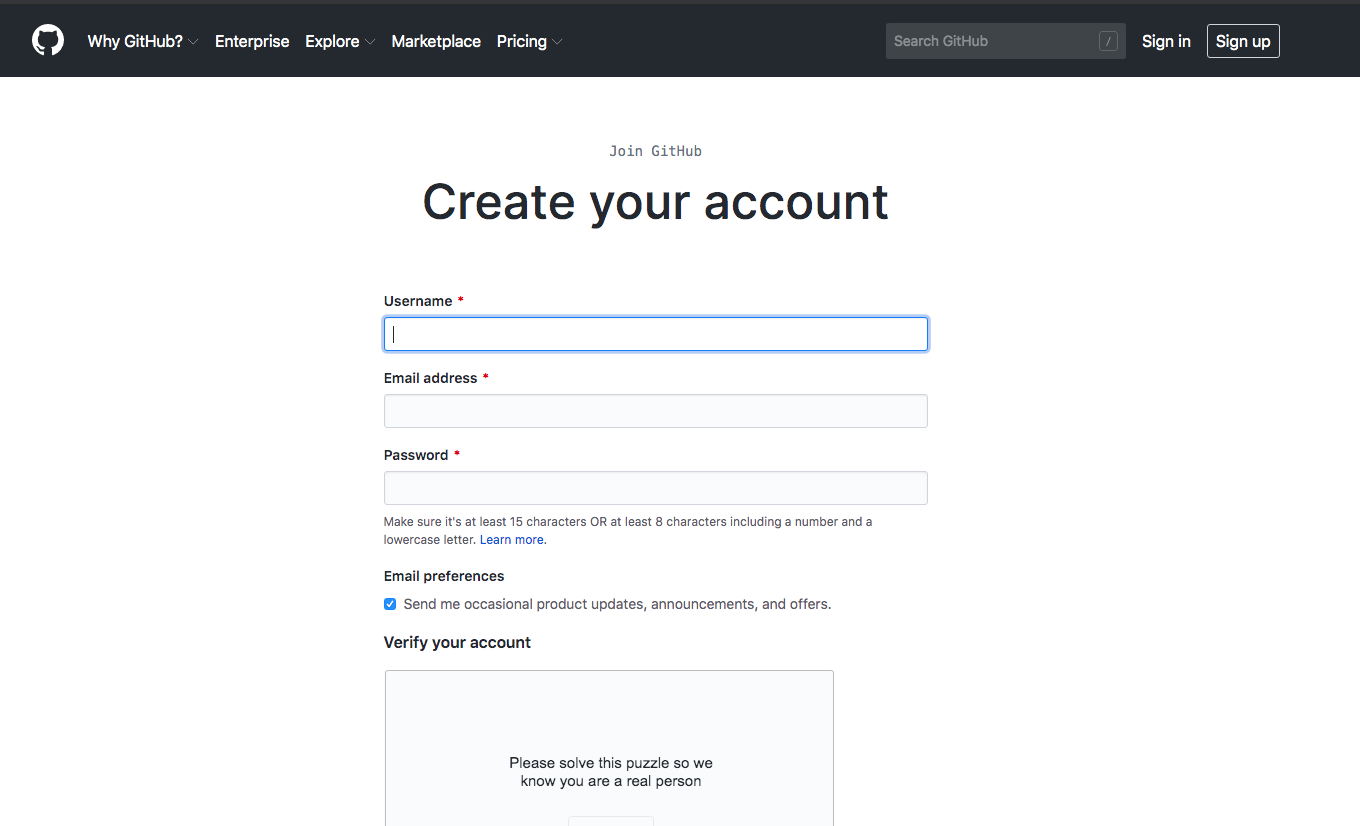 Why GitHub? Enterprise Explore Marketplace Pricing Search GitHub / Sign in Sign up
Join GitHub
Create your account
Username *
Email address *
Password *
Make sure it's at least 15 characters OR at least 8 characters including a number and a
lowercase letter. Learn more.
Email preferences
Send me occasional product updates, announcements, and offers.
Verify your account
Please solve this puzzle so we
know you are a real person